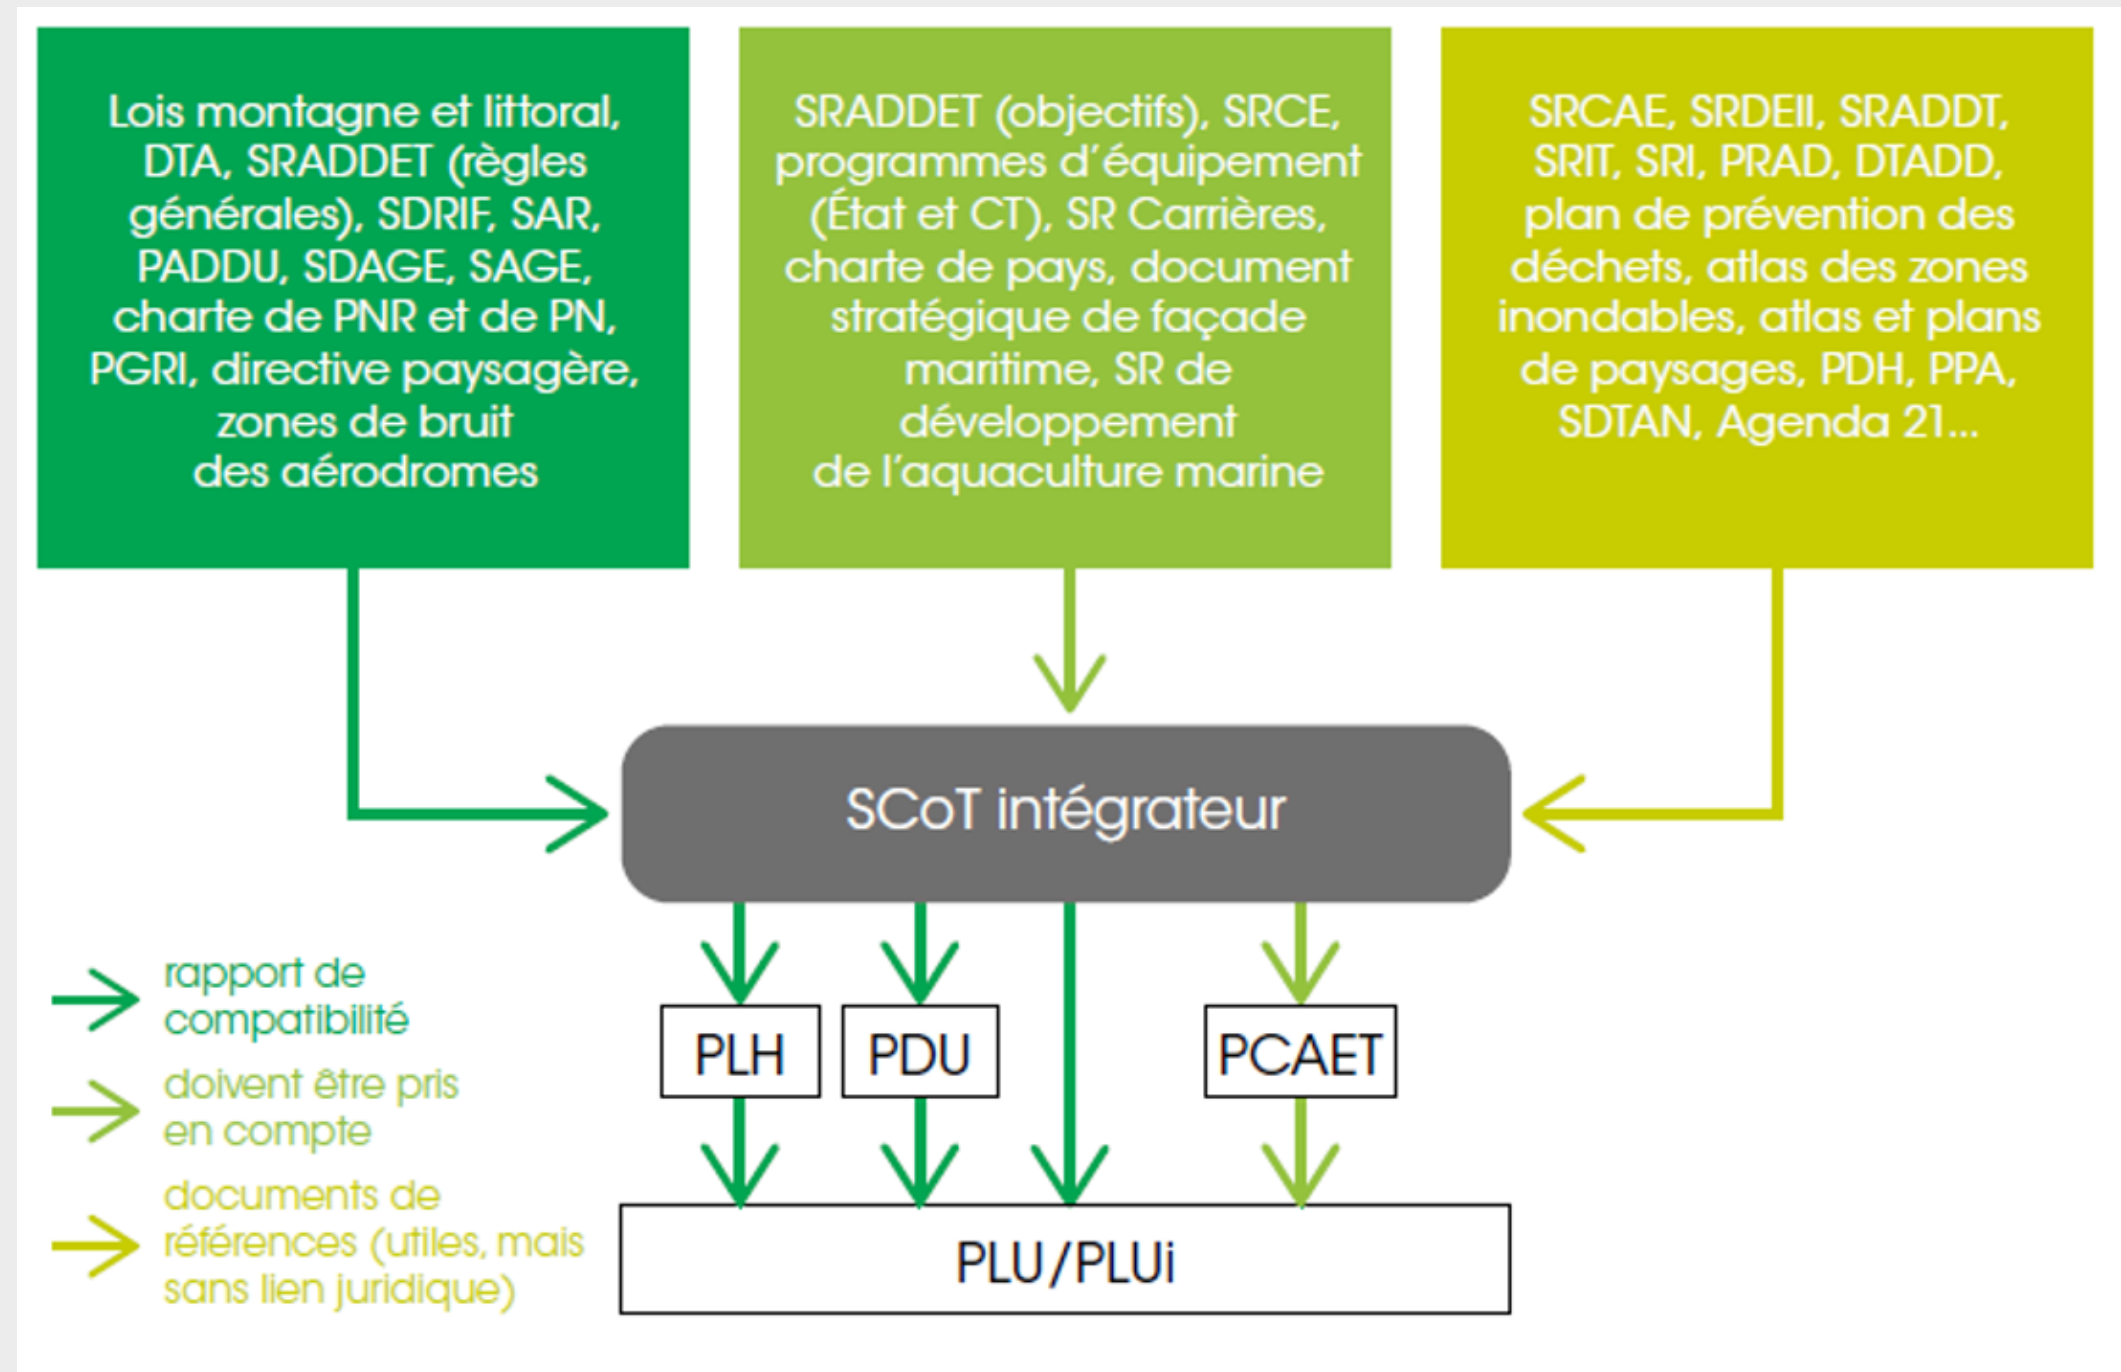 Lois montagne et littoral,
DTA, SRADDET (règles
générales), SDRIF, SAR,
PADDU, SDAGE, SAGE,
charte de PNR et de PN,
PGRI, directive paysagère,
zones de bruit
des aérodromes
SRADDET (objectifs), SRCE,
programmes d'équipement
(État et CT), SR Carrières,
charte de pays, document
stratégique de façade
maritime, SR de
développement
de l'aquaculture marine
SRCAE, SRDEII, SRADDT,
SRIT, SRI, PRAD, DTADD,
plan de prévention des
déchets, atlas des zones
inondables, atlas et plans
de paysages, PDH, PPA,
SDTAN, Agenda 21...
SCoT intégrateur
rapport de
compatibilité
doivent être pris
en compte
documents de
références (utiles, mais
sans lien juridique)
PLH
PDU
PCAET
PLU/PLUi